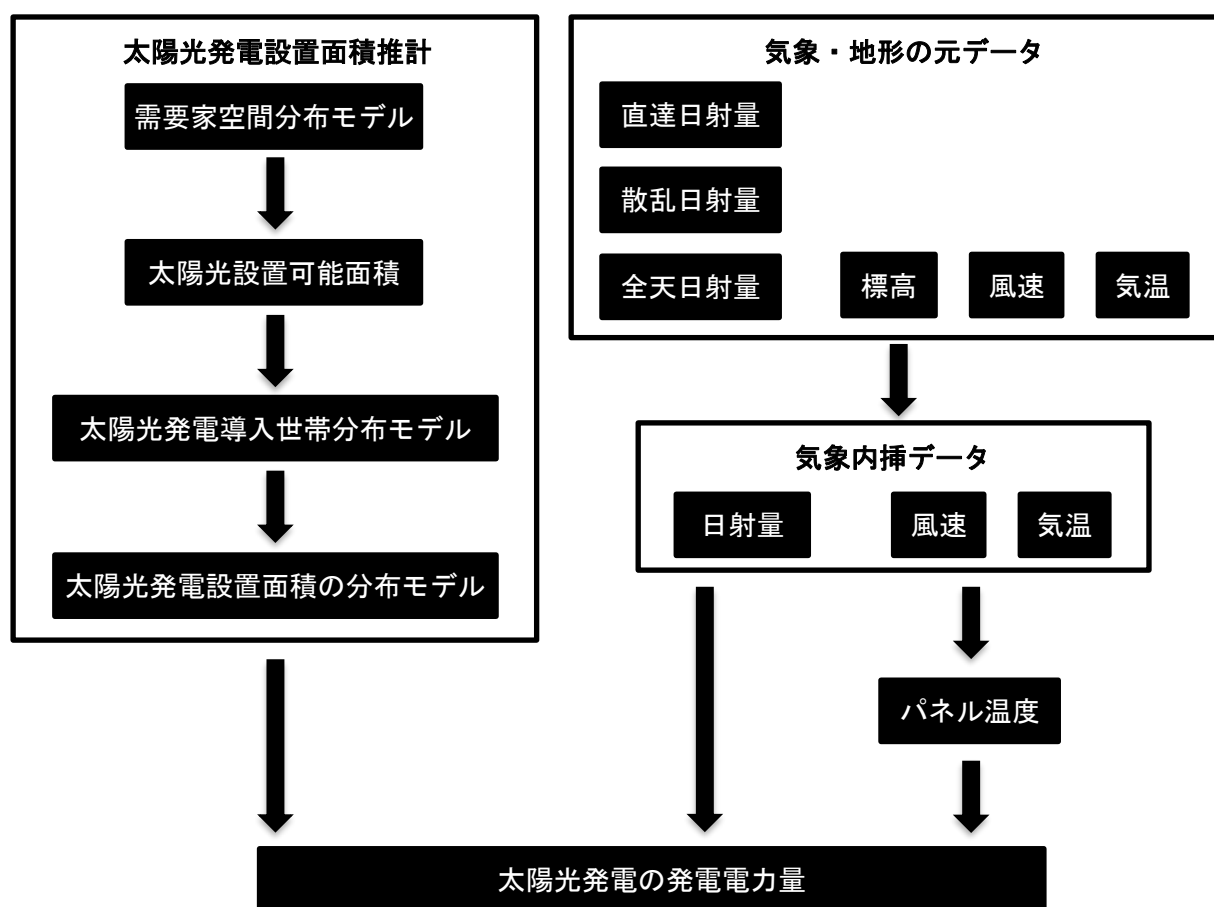 太陽光発電設置面積推計
需要家空間分布モデル
太陽光設置可能面積
太陽光発電導入世帯分布モデル
太陽光発電設置面積の分布モデル
気象・地形の元データ
直達日射量
散乱日射量
全天日射量
標高
風速
気温
気象内挿データ
日射量
風速
気温
パネル温度
太陽光発電の発電電力量